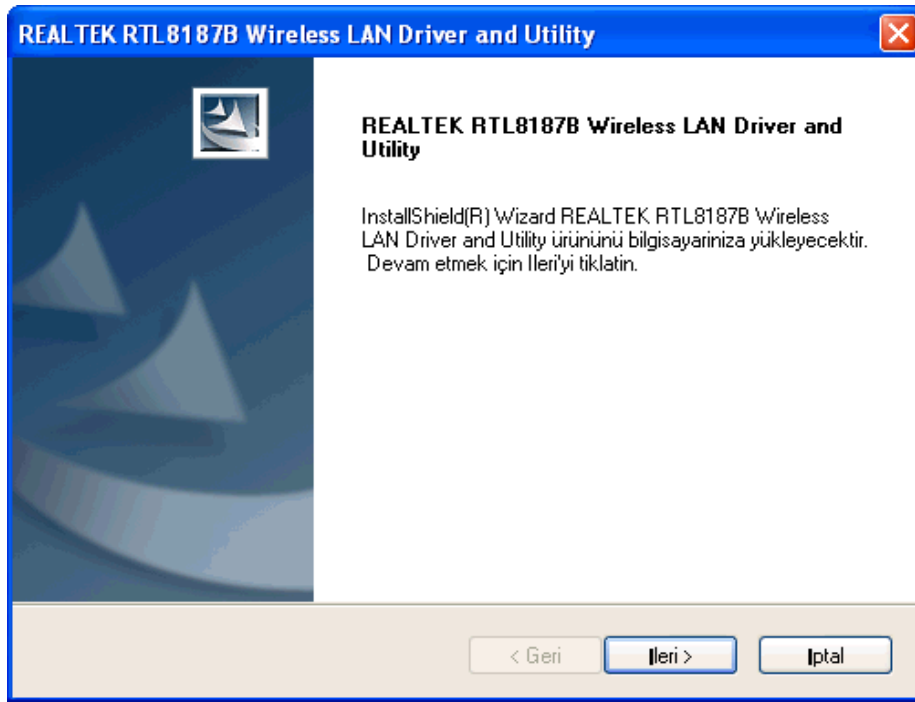 REALTEK RTL8187B Wireless LAN Driver and Utility
REALTEK RTL8187B Wireless LAN Driver and
Utility
InstallShield(R) Wizard REALTEK RTL8187B Wireless
LAN Driver and Utility ürününü bilgisayariniza yükleyecektir.
Devam etmek için Ileri'yi tiklatin.
< Geri
Ileri >
Iptal